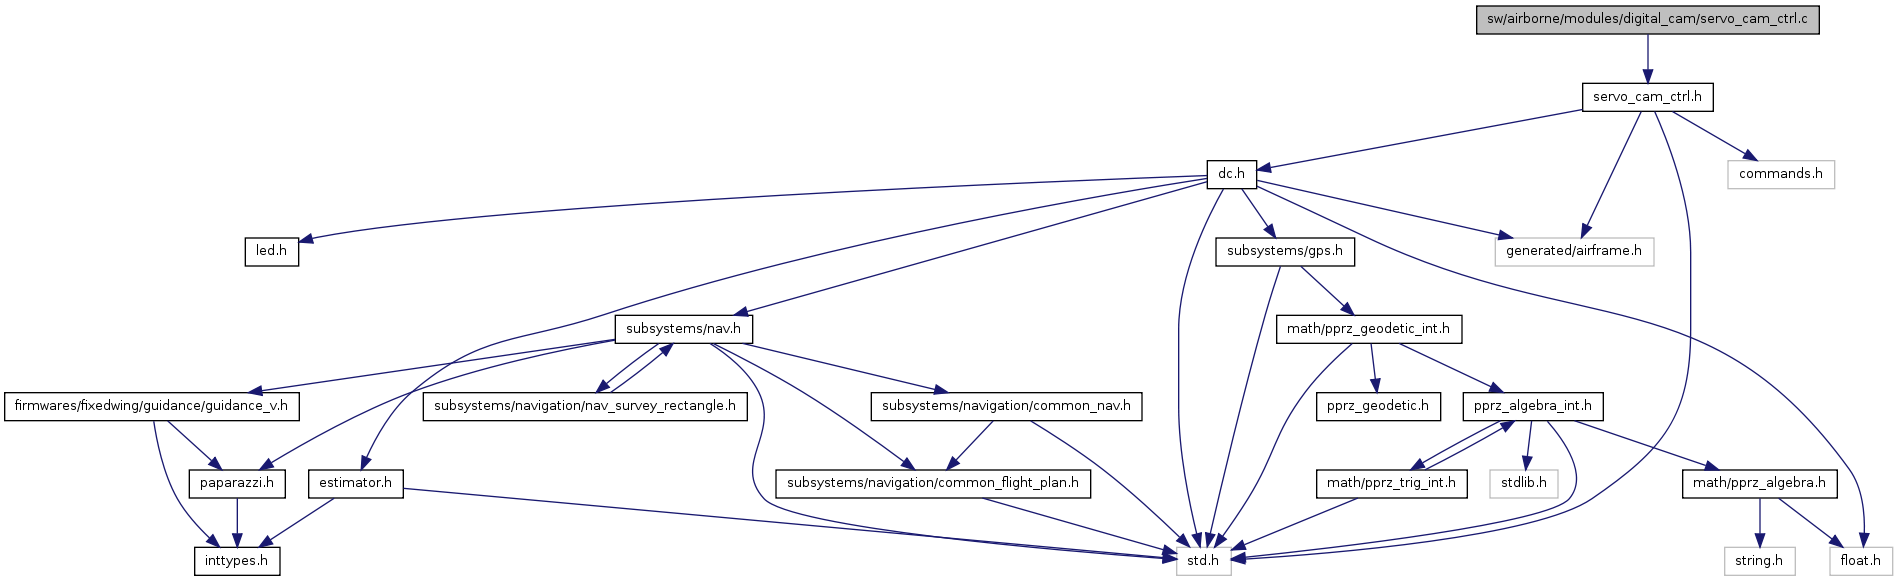 sw/airborne/modules/digital_cam/servo_cam_ctrl.c
servo_cam_ctrl.h
dc.h
commands.h
led.h
subsystems/gps.h
generated/airframe.h
subsystems/nav.h
math/pprz_geodetic_int.h
firmwares/fixedwing/guidance/guidance_v.h
subsystems/navigation/nav_survey_rectangle.h
subsystems/navigation/common_nav.h
pprz_geodetic.h
pprz_algebra_int.h
paparazzi.h
estimator.h
subsystems/navigation/common_flight_plan.h
math/pprz_trig_int.h
stdlib.h
math/pprz_algebra.h
inttypes.h
std.h
string.h
float.h